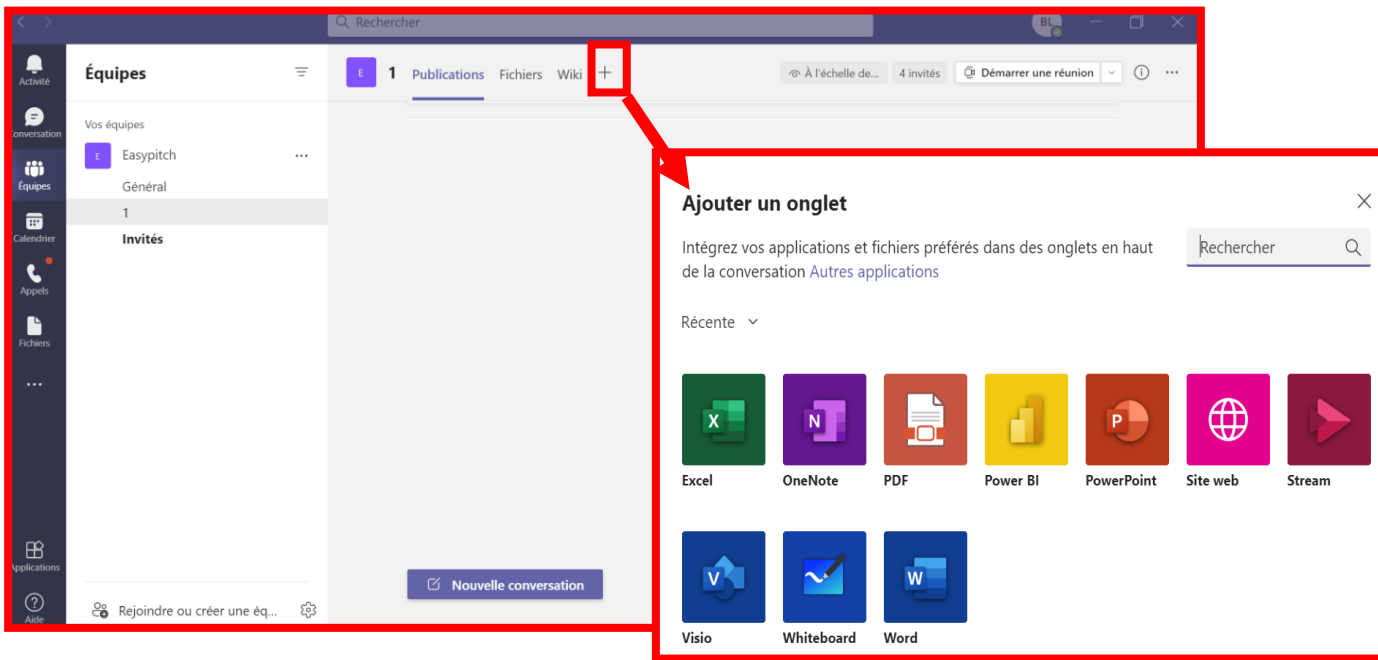 Rechercher
BL
Activité
Conversation
Équipes
Calendrier
Appels
Fichiers
Applications
Aide
Équipes
Vos équipes
E Easypitch
Général
1
Invités
Rejoindre ou créer une éq...
E 1 Publications Fichiers Wiki
À l'échelle de... 4 invités Démarrer une réunion
Nouvelle conversation
Ajouter un onglet
Intégrez vos applications et fichiers préférés dans des onglets en haut
de la conversation Autres applications
Rechercher
Récente
X N P
Excel OneNote PDF Power BI PowerPoint Site web Stream
V W
Visio Whiteboard Word